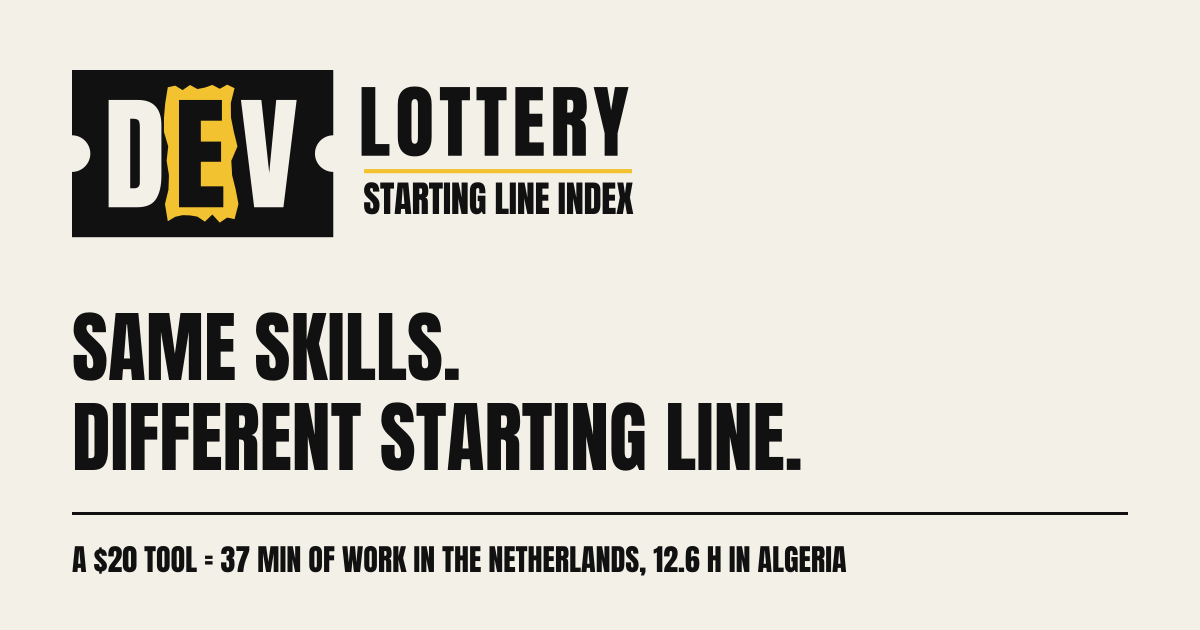 DEV
LOTTERY
STARTING LINE INDEX
SAME SKILLS.
DIFFERENT STARTING LINE.
A $20 TOOL = 37 MIN OF WORK IN THE NETHERLANDS, 12.6 H IN ALGERIA